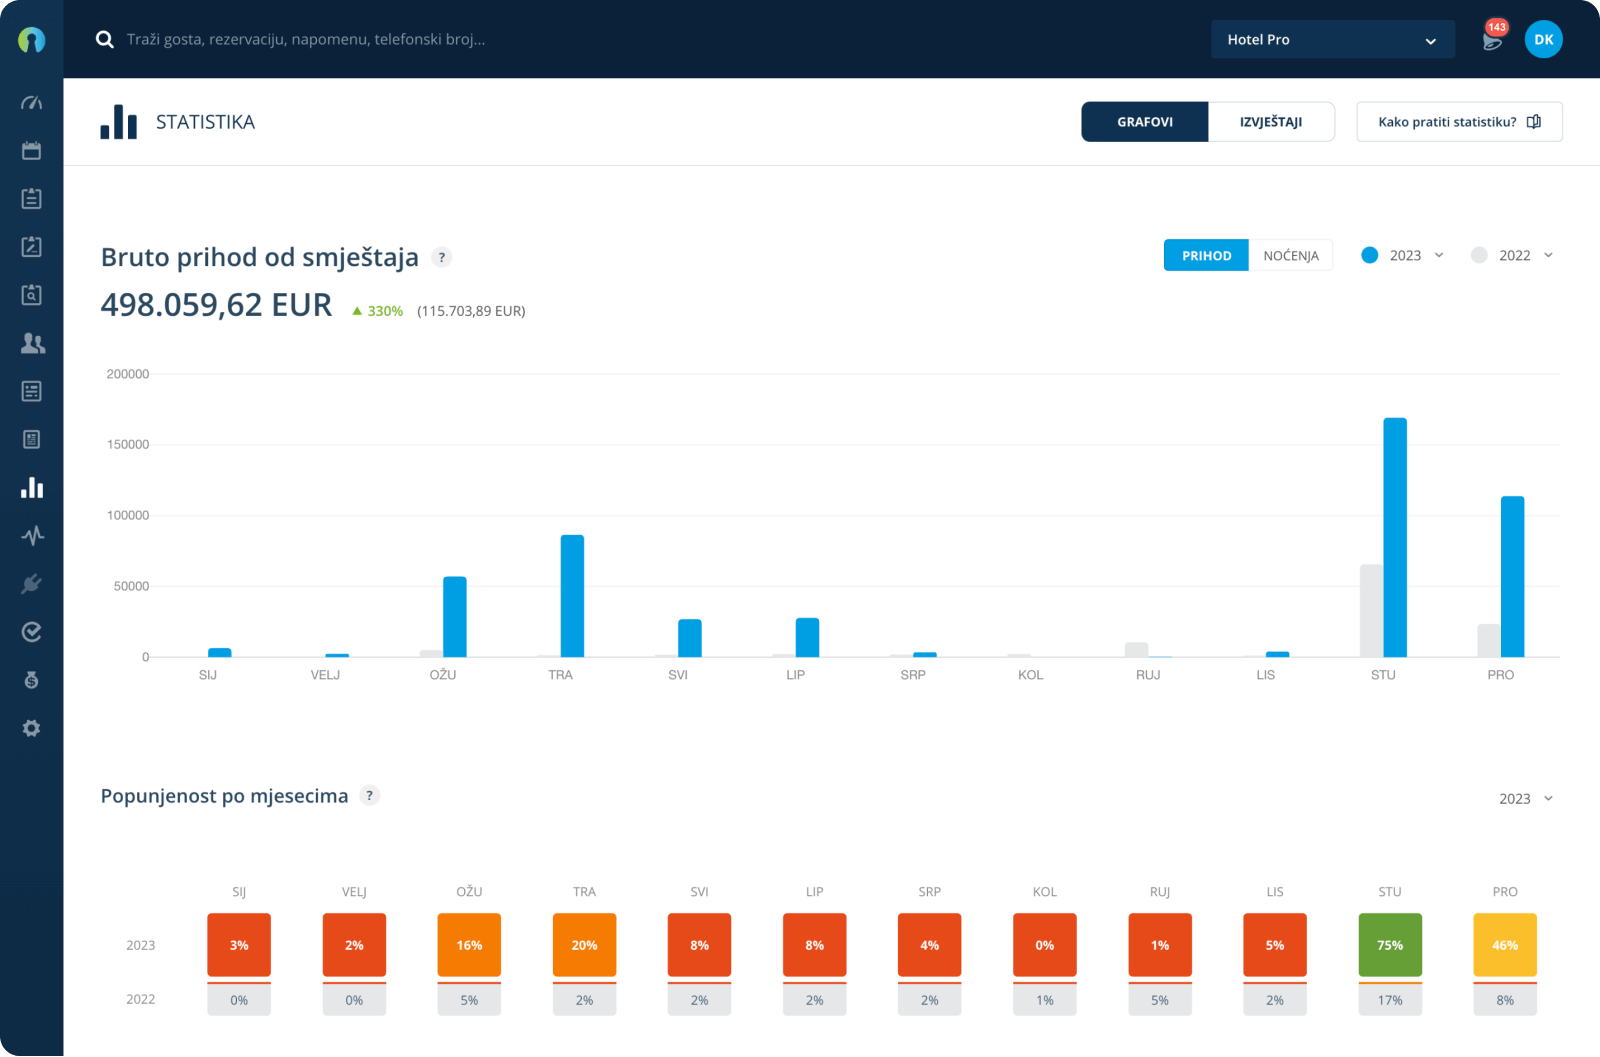 Traži gosta, rezervaciju, napomenu, telefonski broj...
Hotel Pro
143
DK
STATISTIKA
GRAFOVI
IZVJEŠTAJI
Kako pratiti statistiku?
Bruto prihod od smještaja ?
PRIHOD
NOĆENJA
2023
2022
498.059,62 EUR
330%
(115.703,89 EUR)
200000
150000
100000
50000
0
SIJ VELJ OŽU TRA SVI LIP SRP KOL RUJ LIS STU PRO
Popunjenost po mjesecima ?
2023
SIJ VELJ OŽU TRA SVI LIP SRP KOL RUJ LIS STU PRO
2023 3% 2% 16% 20% 8% 8% 4% 0% 1% 5% 75% 46%
2022 0% 0% 5% 2% 2% 2% 2% 1% 5% 2% 17% 8%